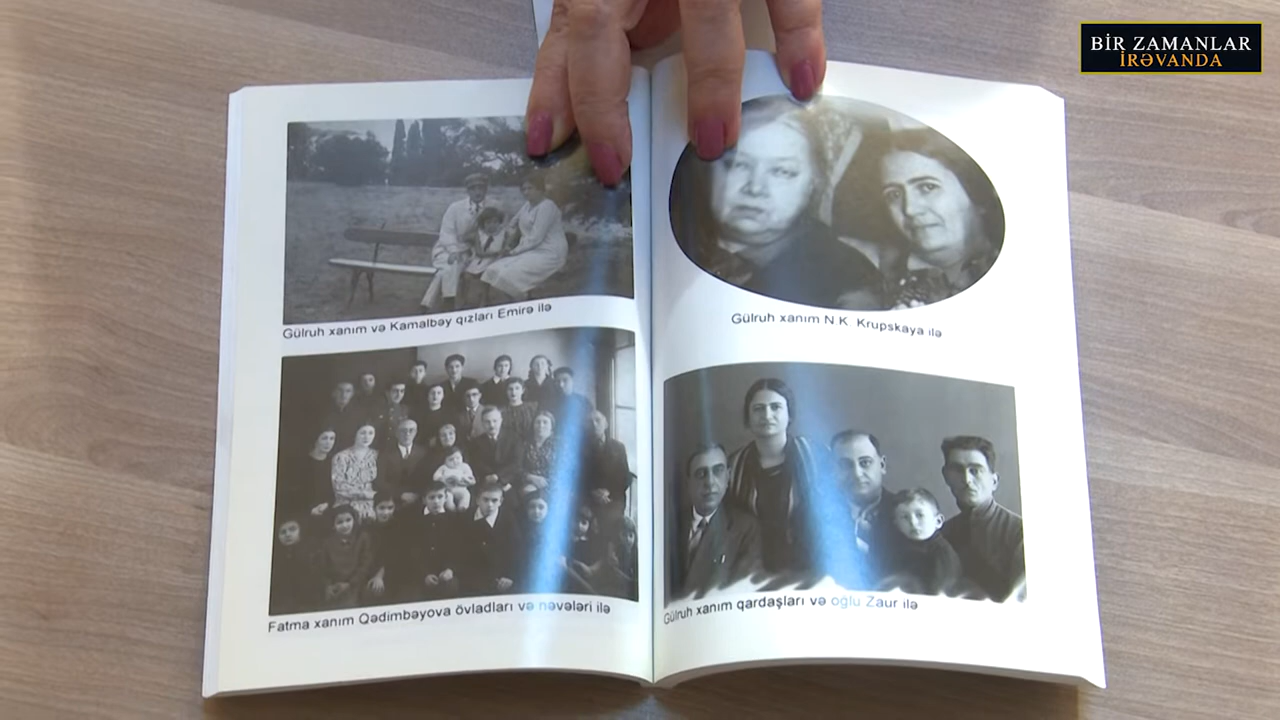 BİR ZAMANLAR
İRƏVANDA
Gülruh xanım və Kamalbəy qızları Emirə ilə
Fatma xanım Qədimbəyova övladları və nəvələri ilə
Gülruh xanım N K Krupskaya ilə
Gülruh xanım qardaşları və oğlu Zaur ilə